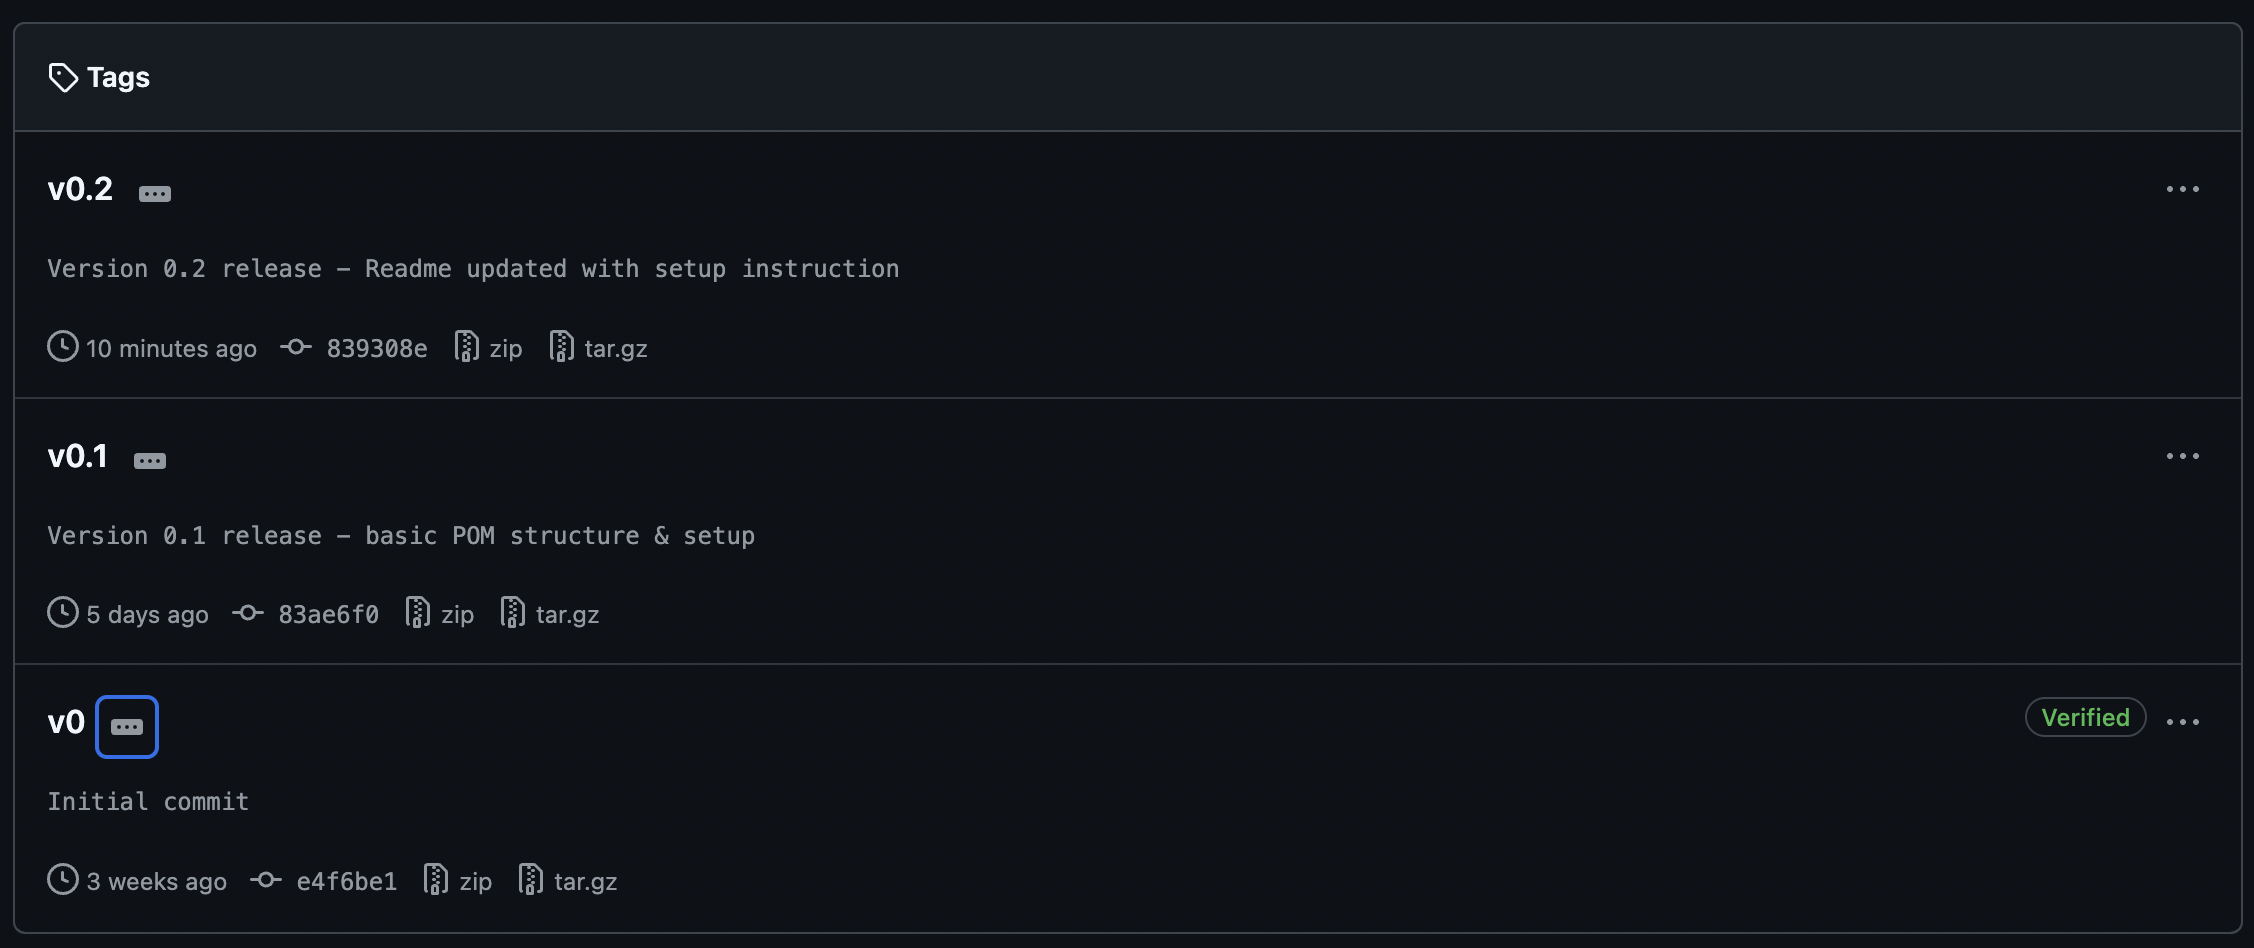 Tags
v0.2
Version 0.2 release – Readme updated with setup instruction
10 minutes ago 839308e zip tar.gz
v0.1
Version 0.1 release – basic POM structure & setup
5 days ago 83ae6f0 zip tar.gz
v0 Verified
Initial commit
3 weeks ago e4f6be1 zip tar.gz